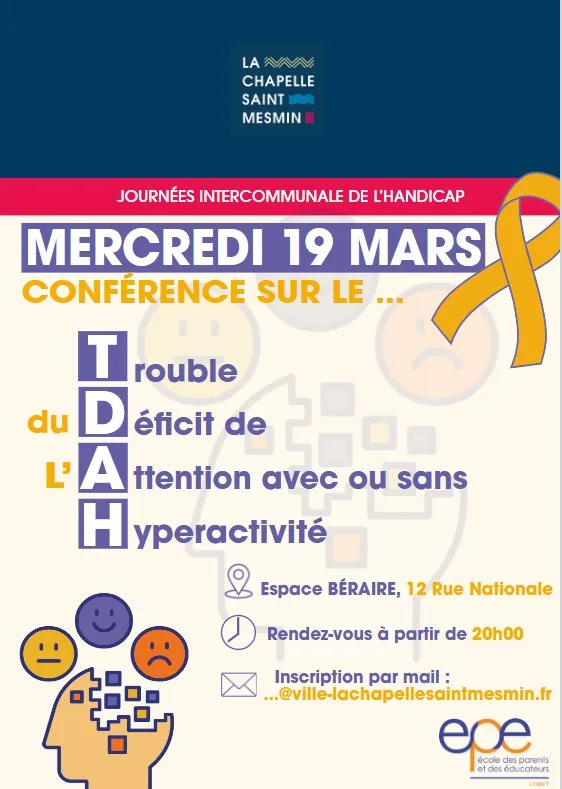 LA
CHAPELLE
SAINT
MESMIN
JOURNÉES INTERCOMMUNALE DE L'HANDICAP
MERCREDI 19 MARS
CONFÉRENCE SUR LE ...
Trouble
du Déficit de
L'Attention avec ou sans
Hyperactivité
Espace BÉRAIRE, 12 Rue Nationale
Rendez-vous à partir de 20h00
Inscription par mail :
...@ville-lachapellesaintmesmin.fr
epe
école des parents
et des éducateurs
LOIRET